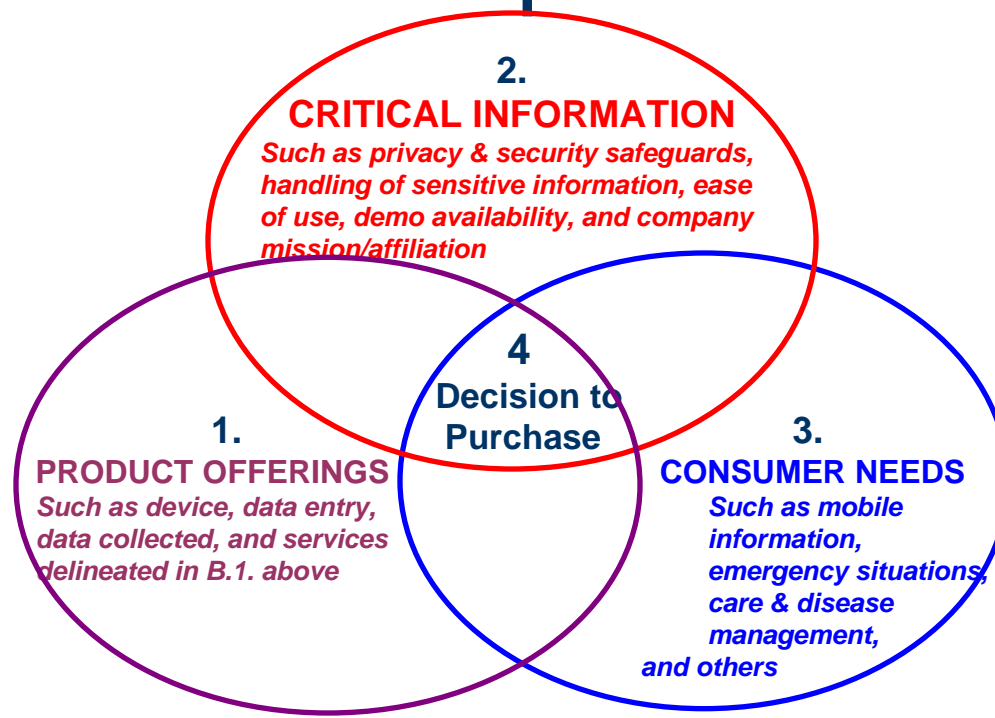 2.
CRITICAL INFORMATION
Such as privacy & security safeguards,
handling of sensitive information, ease
of use, demo availability, and company
mission/affiliation
4
Decision to
Purchase
1.
PRODUCT OFFERINGS
Such as device, data entry,
data collected, and services
delineated in B.1. above
3.
CONSUMER NEEDS
Such as mobile
information,
emergency situations,
care & disease
management,
and others